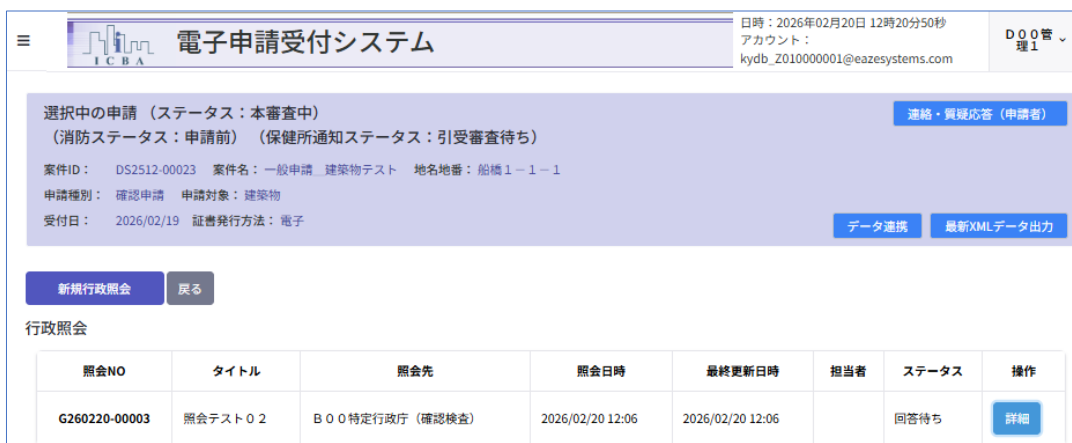 日時：2026年02月20日 12時20分50秒
アカウント：
kydb_Z010000001@eazesystems.com
D００管理1
ICBA
電子申請受付システム
選択中の申請 （ステータス：本審査中）
（消防ステータス：申請前） （保健所通知ステータス：引受審査待ち）
連絡・質疑応答（申請者）
案件ID： DS2512-00023 案件名：一般申請＿建築物テスト 地名地番：船橋１－１－１
申請種別： 確認申請 申請対象：建築物
受付日： 2026/02/19 証書発行方法：電子
データ連携 最新XMLデータ出力
新規行政照会 戻る
行政照会
照会NO タイトル 照会先 照会日時 最終更新日時 担当者 ステータス 操作
G260220-00003 照会テスト０２ Ｂ００特定行政庁（確認検査） 2026/02/20 12:06 2026/02/20 12:06 回答待ち 詳細